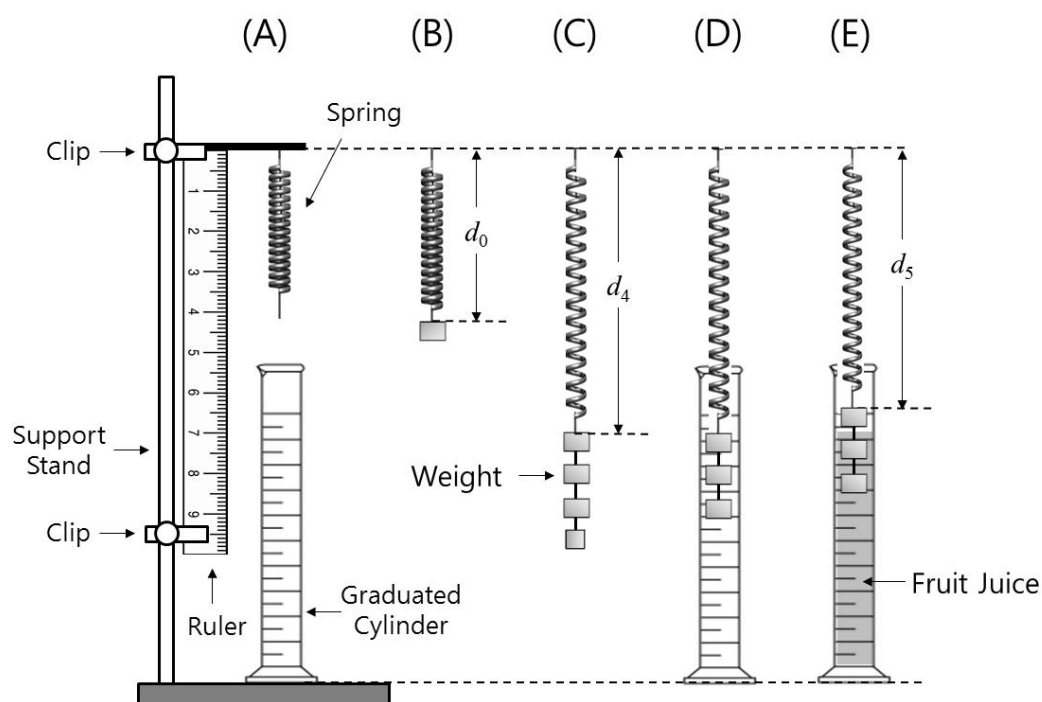 (A)
(B)
(C)
(D)
(E)
Spring
Clip
1
2
3
4
5
6
7
8
9
d0
d4
d5
Support
Stand
Weight
Clip
Ruler
Graduated
Cylinder
Fruit Juice